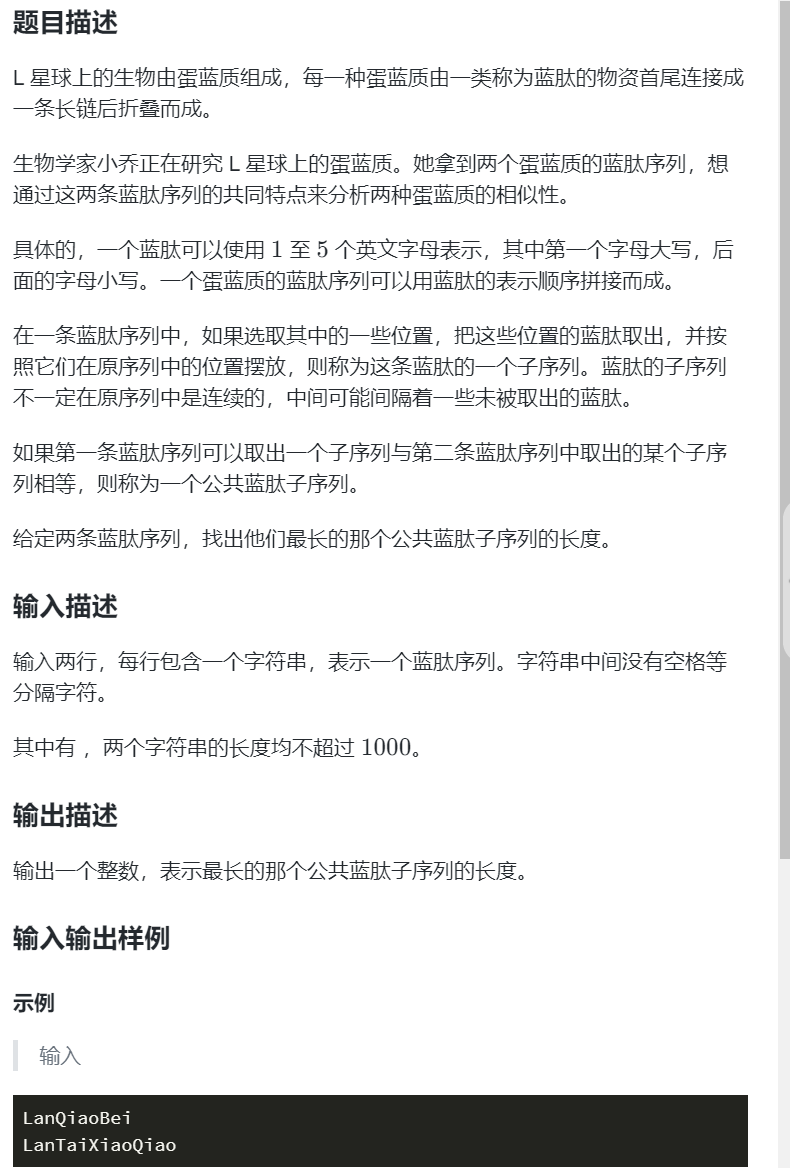 题目描述
L 星球上的生物由蛋蓝质组成，每一种蛋蓝质由一类称为蓝肽的物资首尾连接成
一条长链后折叠而成。
生物学家小乔正在研究 L 星球上的蛋蓝质。她拿到两个蛋蓝质的蓝肽序列，想
通过这两条蓝肽序列的共同特点来分析两种蛋蓝质的相似性。
具体的，一个蓝肽可以使用 1 至 5 个英文字母表示，其中第一个字母大写，后
面的字母小写。一个蛋蓝质的蓝肽序列可以用蓝肽的表示顺序拼接而成。
在一条蓝肽序列中，如果选取其中的一些位置，把这些位置的蓝肽取出，并按
照它们在原序列中的位置摆放，则称为这条蓝肽的一个子序列。蓝肽的子序列
不一定在原序列中是连续的，中间可能间隔着一些未被取出的蓝肽。
如果第一条蓝肽序列可以取出一个子序列与第二条蓝肽序列中取出的某个子序
列相等，则称为一个公共蓝肽子序列。
给定两条蓝肽序列，找出他们最长的那个公共蓝肽子序列的长度。
输入描述
输入两行，每行包含一个字符串，表示一个蓝肽序列。字符串中间没有空格等
分隔字符。
其中有 ，两个字符串的长度均不超过 1000。
输出描述
输出一个整数，表示最长的那个公共蓝肽子序列的长度。
输入输出样例
示例
输入
LanQiaoBei
LanTaiXiaoQiao